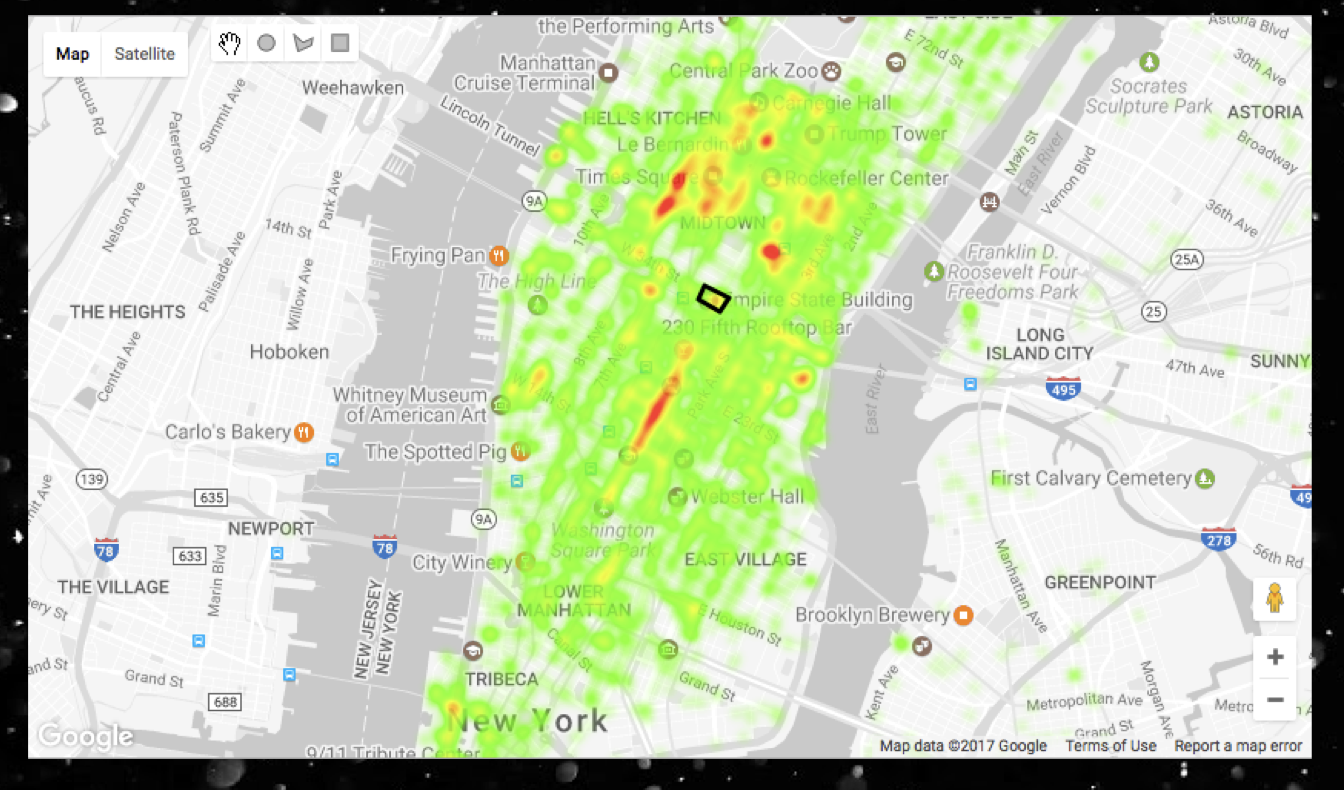 Map
Satellite
the Performing Arts
Manhattan
Cruise Terminal
Central Park Zoo
E 72nd St
Astoria Blvd
30th Ave
Socrates
Sculpture Park
ASTORIA
Broadway
Weehawken
Summit Ave
Paterson Plank Rd
Lincoln Tunnel
HELL'S KITCHEN
Carnegie Hall
Le Bernardin
Trump Tower
Main St
East River
Vernon Blvd
Times Square
Rockefeller Center
Nelson Ave
Park Ave
9A
10th Ave
MIDTOWN
2nd Ave
36th Ave
14th St
Palisade Ave
Frying Pan
3rd Ave
Franklin D.
Roosevelt Four
Freedoms Park
25A
The High Line
Willow Ave
mpire State Building
THE HEIGHTS
230 Fifth Rooftop Bar
25
LONG
ISLAND CITY
Central Ave
Hoboken
8th Ave
7th Ave
Park Ave S
East River
47th Ave
SUNNY
495
Whitney Museum
of American Art
W 14th St
E 23rd St
Carlo's Bakery
The Spotted Pig
139
635
Webster Hall
First Calvary Cemetery
49
NEWPORT
9A
Washington
Square Park
78
633
78
278
56th Rd
City Winery
EAST VILLAGE
Manhattan Ave
THE VILLAGE
Marin Blvd
GREENPOINT
LOWER
MANHATTAN
NEW JERSEY
NEW YORK
E Houston St
Brooklyn Brewery
Canal St
Grand St
TRIBECA
Grand St
Kent Ave
Morgan Ave
Metropolitan Ave
Metro
688
New York
Grand St
Google
9/11 Tribute Center
Map data ©2017 Google
Terms of Use
Report a map error